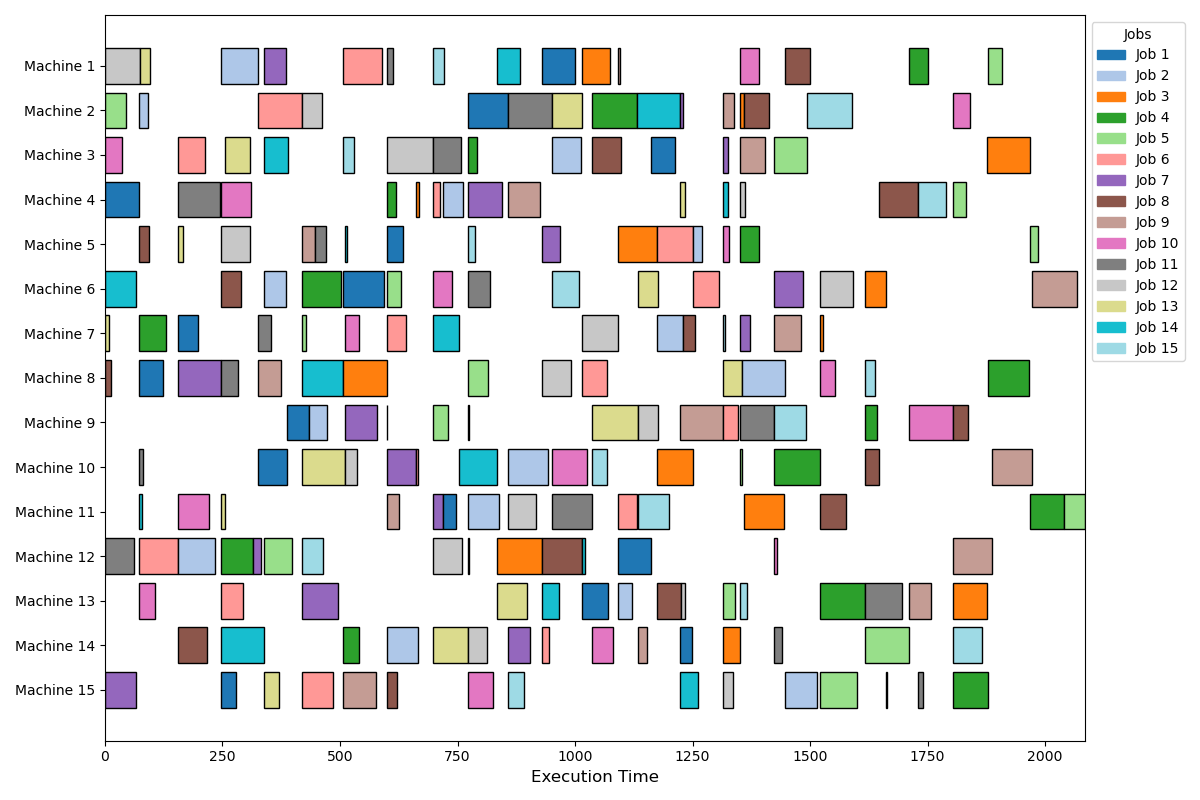 Machine 1
Machine 2
Machine 3
Machine 4
Machine 5
Machine 6
Machine 7
Machine 8
Machine 9
Machine 10
Machine 11
Machine 12
Machine 13
Machine 14
Machine 15
0 250 500 750 1000 1250 1500 1750 2000
Execution Time
Jobs
Job 1
Job 2
Job 3
Job 4
Job 5
Job 6
Job 7
Job 8
Job 9
Job 10
Job 11
Job 12
Job 13
Job 14
Job 15